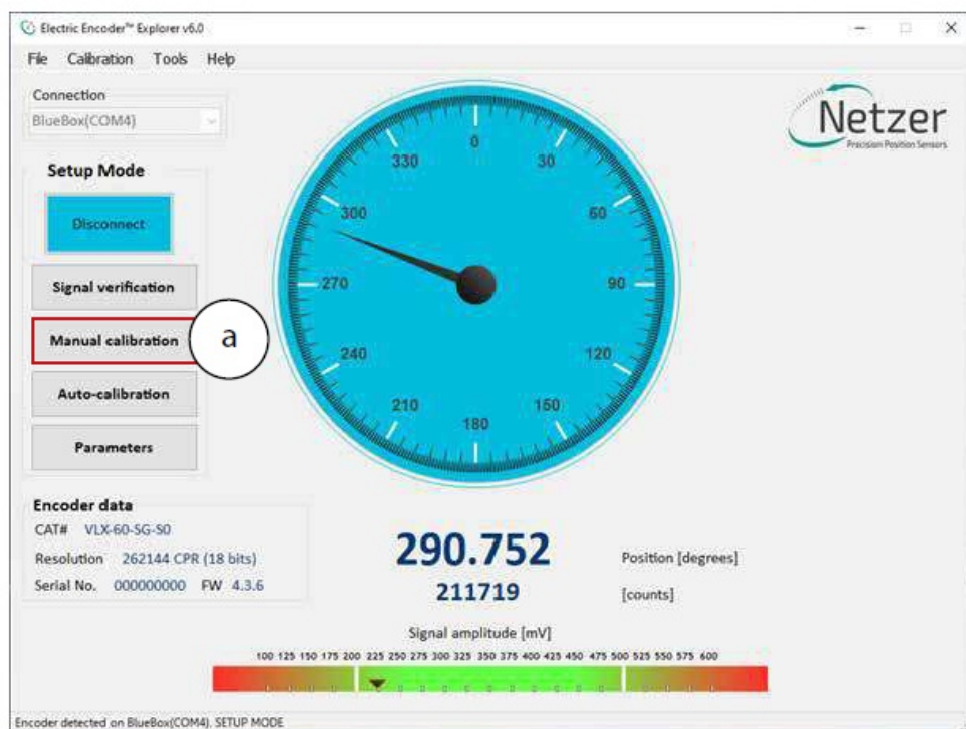 Electric Encoder™ Explorer v6.0
File Calibration Tools Help
Connection
BlueBox(COM4)
Setup Mode
Disconnect
Signal verification
Manual calibration
a
Auto-calibration
Parameters
0
30
60
90
120
150
180
210
240
270
300
330
Netzer
Precision Position Sensors
Encoder data
CAT# VLX-60-SG-S0
Resolution 262144 CPR (18 bits)
Serial No. 000000000 FW 4.3.6
290.752 Position [degrees]
211719 [counts]
Signal amplitude [mV]
100 125 150 175 200 225 250 275 300 325 350 375 400 425 450 475 500 525 550 575 600
Encoder detected on BlueBox(COM4). SETUP MODE